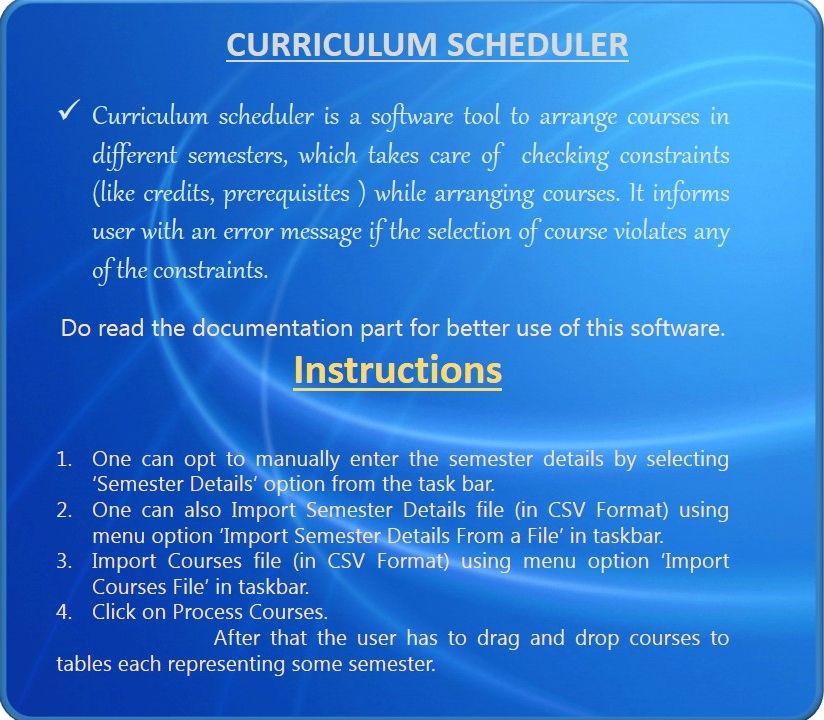 CURRICULUM SCHEDULER
✓ Curriculum scheduler is a software tool to arrange courses in
different semesters, which takes care of checking constraints
(like credits, prerequisites ) while arranging courses. It informs
user with an error message if the selection of course violates any
of the constraints.
Do read the documentation part for better use of this software.
Instructions
1. One can opt to manually enter the semester details by selecting
‘Semester Details’ option from the task bar.
2. One can also Import Semester Details file (in CSV Format) using
menu option ‘Import Semester Details From a File’ in taskbar.
3. Import Courses file (in CSV Format) using menu option ‘Import
Courses File’ in taskbar.
4. Click on Process Courses.
After that the user has to drag and drop courses to
tables each representing some semester.